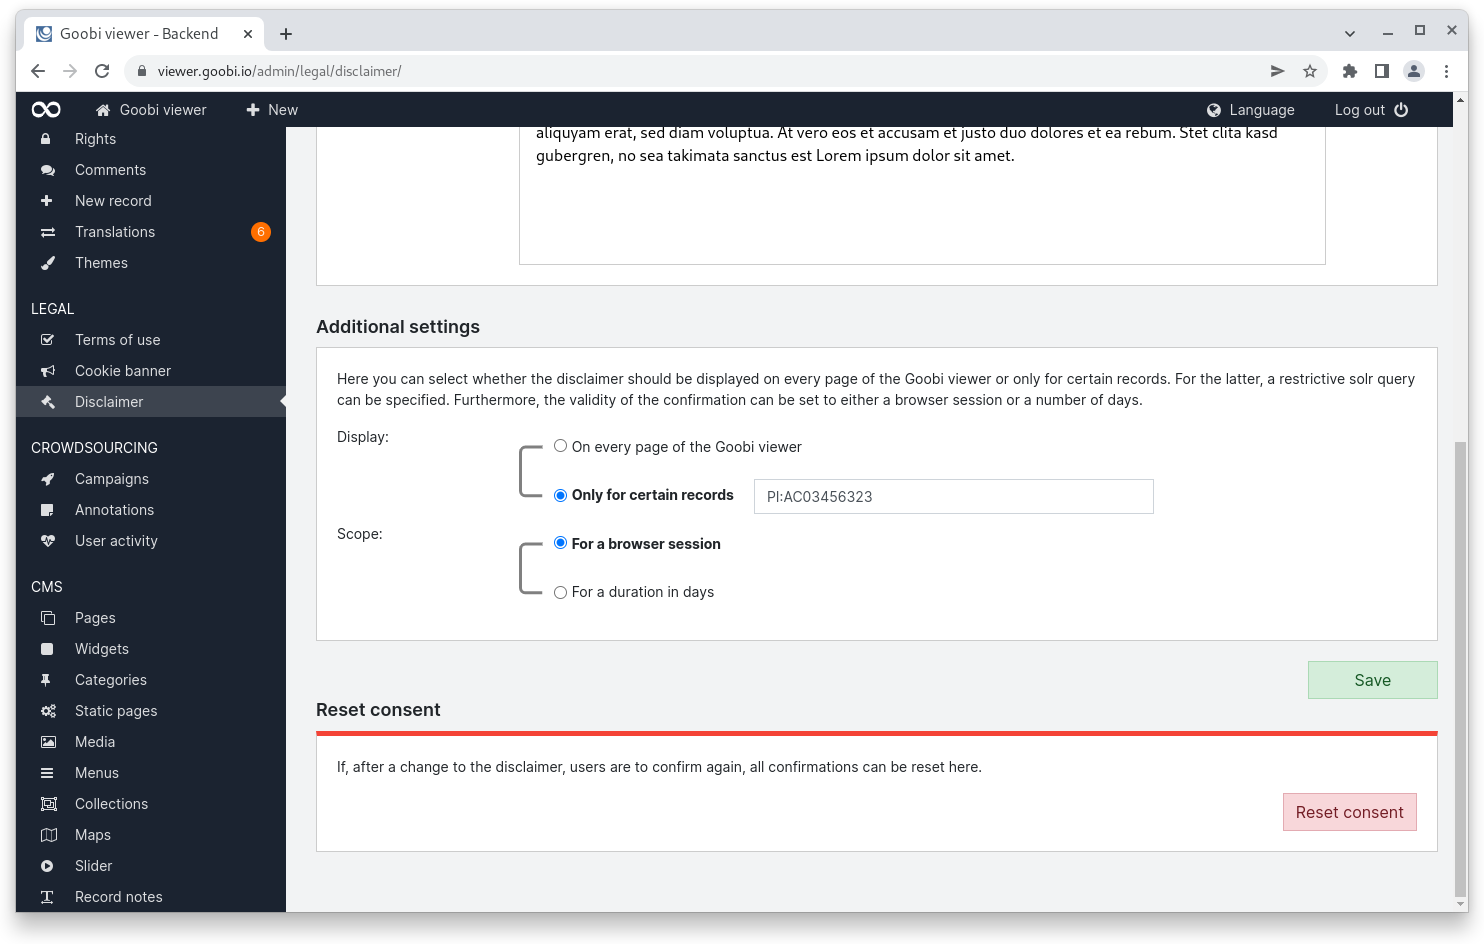 Goobi viewer - Backend
viewer.goobi.io/admin/legal/disclaimer/
Goobi viewer
New
Language
Log out
Rights
Comments
New record
Translations 6
Themes
LEGAL
Terms of use
Cookie banner
Disclaimer
CROWDSOURCING
Campaigns
Annotations
User activity
CMS
Pages
Widgets
Categories
Static pages
Media
Menus
Collections
Maps
Slider
Record notes
aliquyam erat, sed diam voluptua. At vero eos et accusam et justo duo dolores et ea rebum. Stet clita kasd
gubergren, no sea takimata sanctus est Lorem ipsum dolor sit amet.
Additional settings
Here you can select whether the disclaimer should be displayed on every page of the Goobi viewer or only for certain records. For the latter, a restrictive solr query
can be specified. Furthermore, the validity of the confirmation can be set to either a browser session or a number of days.
Display:
On every page of the Goobi viewer
Only for certain records PI:AC03456323
Scope:
For a browser session
For a duration in days
Save
Reset consent
If, after a change to the disclaimer, users are to confirm again, all confirmations can be reset here.
Reset consent